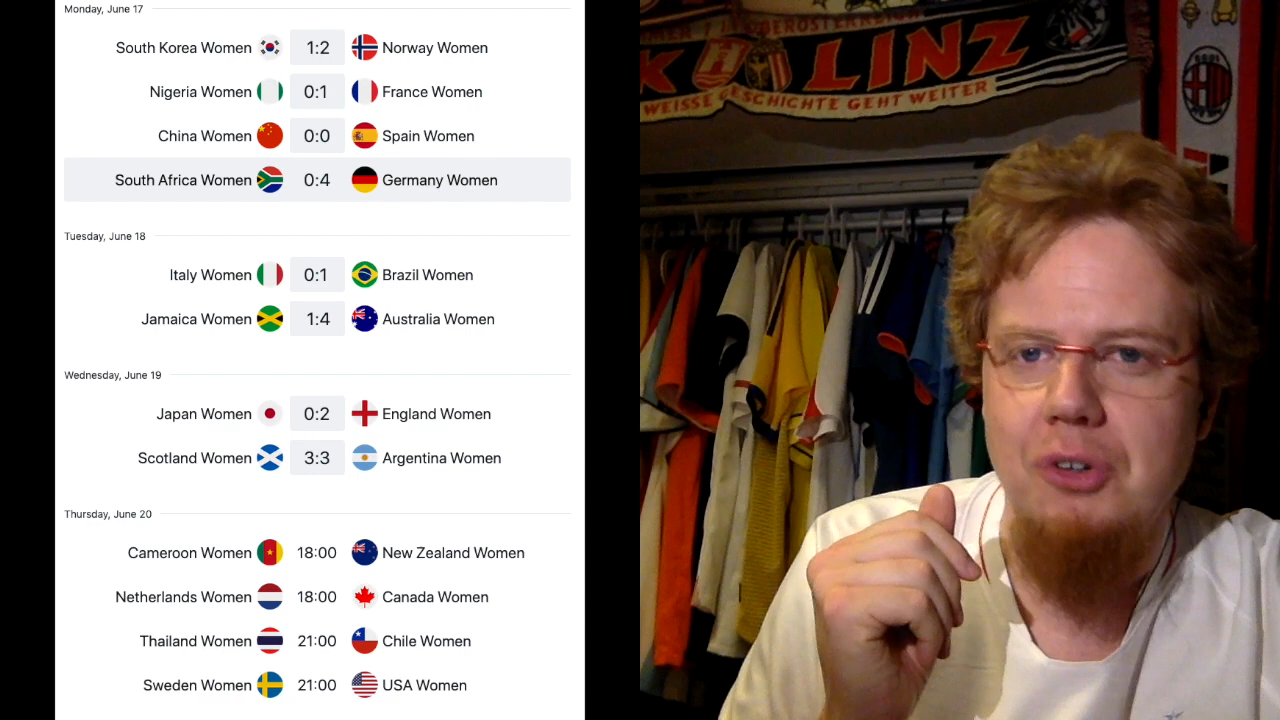 Monday, June 17
South Korea Women 1:2 Norway Women
Nigeria Women 0:1 France Women
China Women 0:0 Spain Women
South Africa Women 0:4 Germany Women
Tuesday, June 18
Italy Women 0:1 Brazil Women
Jamaica Women 1:4 Australia Women
Wednesday, June 19
Japan Women 0:2 England Women
Scotland Women 3:3 Argentina Women
Thursday, June 20
Cameroon Women 18:00 New Zealand Women
Netherlands Women 18:00 Canada Women
Thailand Women 21:00 Chile Women
Sweden Women 21:00 USA Women
OBERÖSTERREICH
K LINZ
WEISSE GESCHICHTE GEHT WEITER